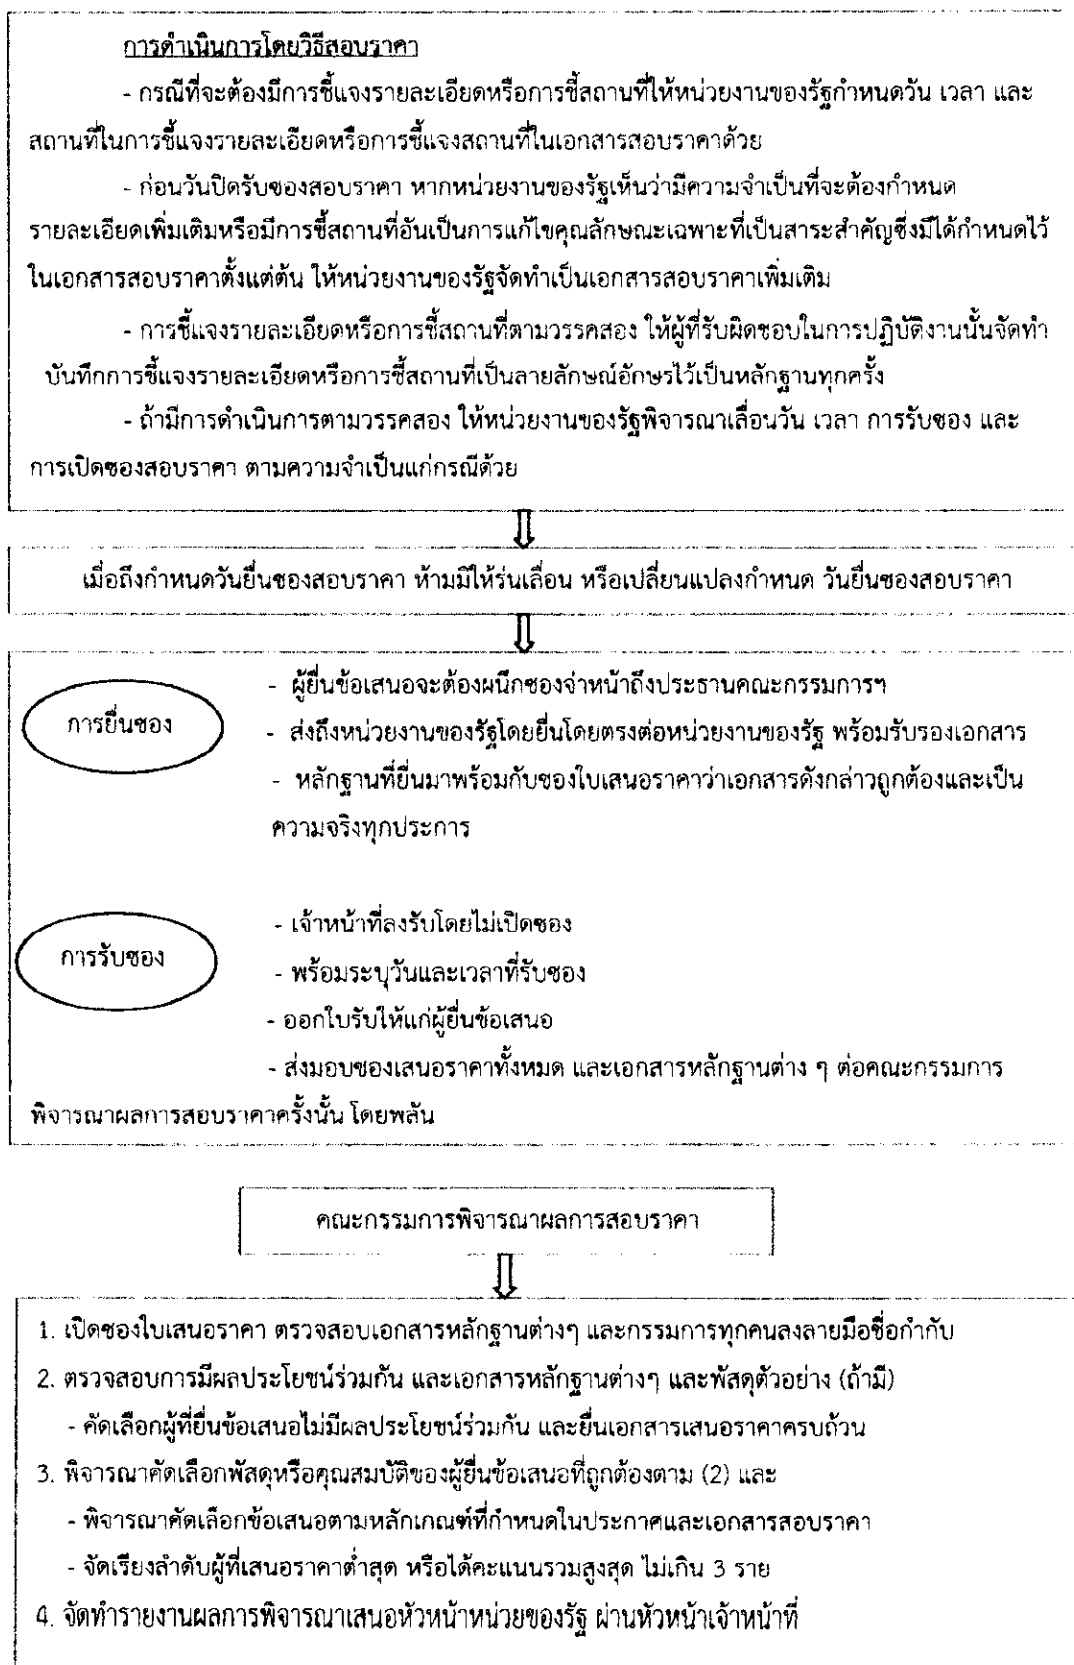 การดำเนินการโดยวิธีสอบราคา
- กรณีที่จะต้องมีการชี้แจงรายละเอียดหรือการชี้สถานที่ให้หน่วยงานของรัฐกำหนดวัน เวลา และ
สถานที่ในการชี้แจงรายละเอียดหรือการชี้แจงสถานที่ในเอกสารสอบราคาด้วย
- ก่อนวันปิดรับซองสอบราคา หากหน่วยงานของรัฐเห็นว่ามีความจำเป็นที่จะต้องกำหนด
รายละเอียดเพิ่มเติมหรือมีการชี้สถานที่อันเป็นการแก้ไขคุณลักษณะเฉพาะที่เป็นสาระสำคัญซึ่งมิได้กำหนดไว้
ในเอกสารสอบราคาตั้งแต่ต้น ให้หน่วยงานของรัฐจัดทำเป็นเอกสารสอบราคาเพิ่มเติม
- การชี้แจงรายละเอียดหรือการชี้สถานที่ตามวรรคสอง ให้ผู้ที่รับผิดชอบในการปฏิบัติงานนั้นจัดทำ
บันทึกการชี้แจงรายละเอียดหรือการชี้สถานที่เป็นลายลักษณ์อักษรไว้เป็นหลักฐานทุกครั้ง
- ถ้ามีการดำเนินการตามวรรคสอง ให้หน่วยงานของรัฐพิจารณาเลื่อนวัน เวลา การรับซอง และ
การเปิดซองสอบราคา ตามความจำเป็นแก่กรณีด้วย
เมื่อถึงกำหนดวันยื่นซองสอบราคา ห้ามมิให้ร่นเลื่อน หรือเปลี่ยนแปลงกำหนด วันยื่นซองสอบราคา
การยื่นซอง
- ผู้ยื่นข้อเสนอจะต้องผนึกซองจ่าหน้าถึงประธานคณะกรรมการฯ
- ส่งถึงหน่วยงานของรัฐโดยยื่นโดยตรงต่อหน่วยงานของรัฐ พร้อมรับรองเอกสาร
- หลักฐานที่ยื่นมาพร้อมกับซองใบเสนอราคาว่าเอกสารดังกล่าวถูกต้องและเป็น
ความจริงทุกประการ
การรับซอง
- เจ้าหน้าที่ลงรับโดยไม่เปิดซอง
- พร้อมระบุวันและเวลาที่รับซอง
- ออกใบรับให้แก่ผู้ยื่นข้อเสนอ
- ส่งมอบซองเสนอราคาทั้งหมด และเอกสารหลักฐานต่าง ๆ ต่อคณะกรรมการ
พิจารณาผลการสอบราคาครั้งนั้น โดยพลัน
คณะกรรมการพิจารณาผลการสอบราคา
1. เปิดซองใบเสนอราคา ตรวจสอบเอกสารหลักฐานต่างๆ และกรรมการทุกคนลงลายมือชื่อกำกับ
2. ตรวจสอบการมีผลประโยชน์ร่วมกัน และเอกสารหลักฐานต่างๆ และพัสดุตัวอย่าง (ถ้ามี)
- คัดเลือกผู้ที่ยื่นข้อเสนอไม่มีผลประโยชน์ร่วมกัน และยื่นเอกสารเสนอราคาครบถ้วน
3. พิจารณาคัดเลือกพัสดุหรือคุณสมบัติของผู้ยื่นข้อเสนอที่ถูกต้องตาม (2) และ
- พิจารณาคัดเลือกข้อเสนอตามหลักเกณฑ์ที่กำหนดในประกาศและเอกสารสอบราคา
- จัดเรียงลำดับผู้ที่เสนอราคาต่ำสุด หรือได้คะแนนรวมสูงสุด ไม่เกิน 3 ราย
4. จัดทำรายงานผลการพิจารณาเสนอหัวหน้าหน่วยของรัฐ ผ่านหัวหน้าเจ้าหน้าที่